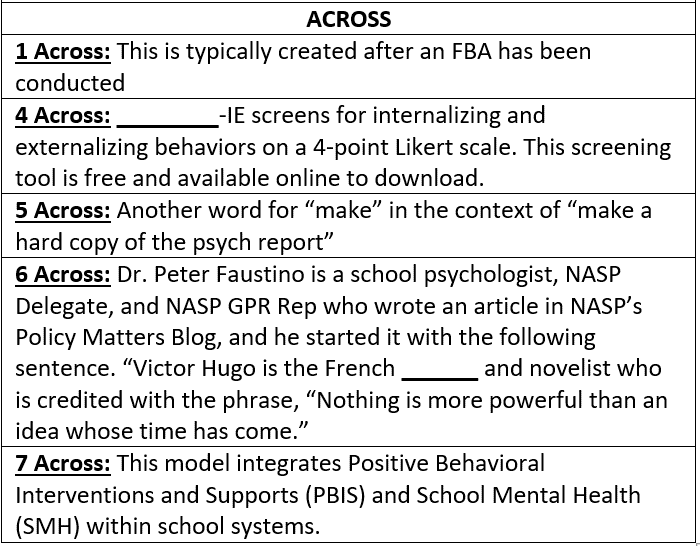 ACROSS
1 Across: This is typically created after an FBA has been
conducted
4 Across: ________-IE screens for internalizing and
externalizing behaviors on a 4-point Likert scale. This screening
tool is free and available online to download.
5 Across: Another word for “make” in the context of “make a
hard copy of the psych report”
6 Across: Dr. Peter Faustino is a school psychologist, NASP
Delegate, and NASP GPR Rep who wrote an article in NASP’s
Policy Matters Blog, and he started it with the following
sentence. “Victor Hugo is the French ______ and novelist who
is credited with the phrase, “Nothing is more powerful than an
idea whose time has come.”
7 Across: This model integrates Positive Behavioral
Interventions and Supports (PBIS) and School Mental Health
(SMH) within school systems.